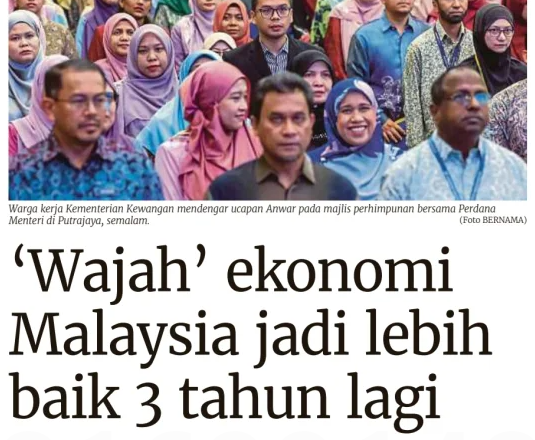 Warga kerja Kementerian Kewangan mendengar ucapan Anwar pada majlis perhimpunan bersama Perdana
Menteri di Putrajaya, semalam.
(Foto BERNAMA)
‘Wajah’ ekonomi
Malaysia jadi lebih
baik 3 tahun lagi